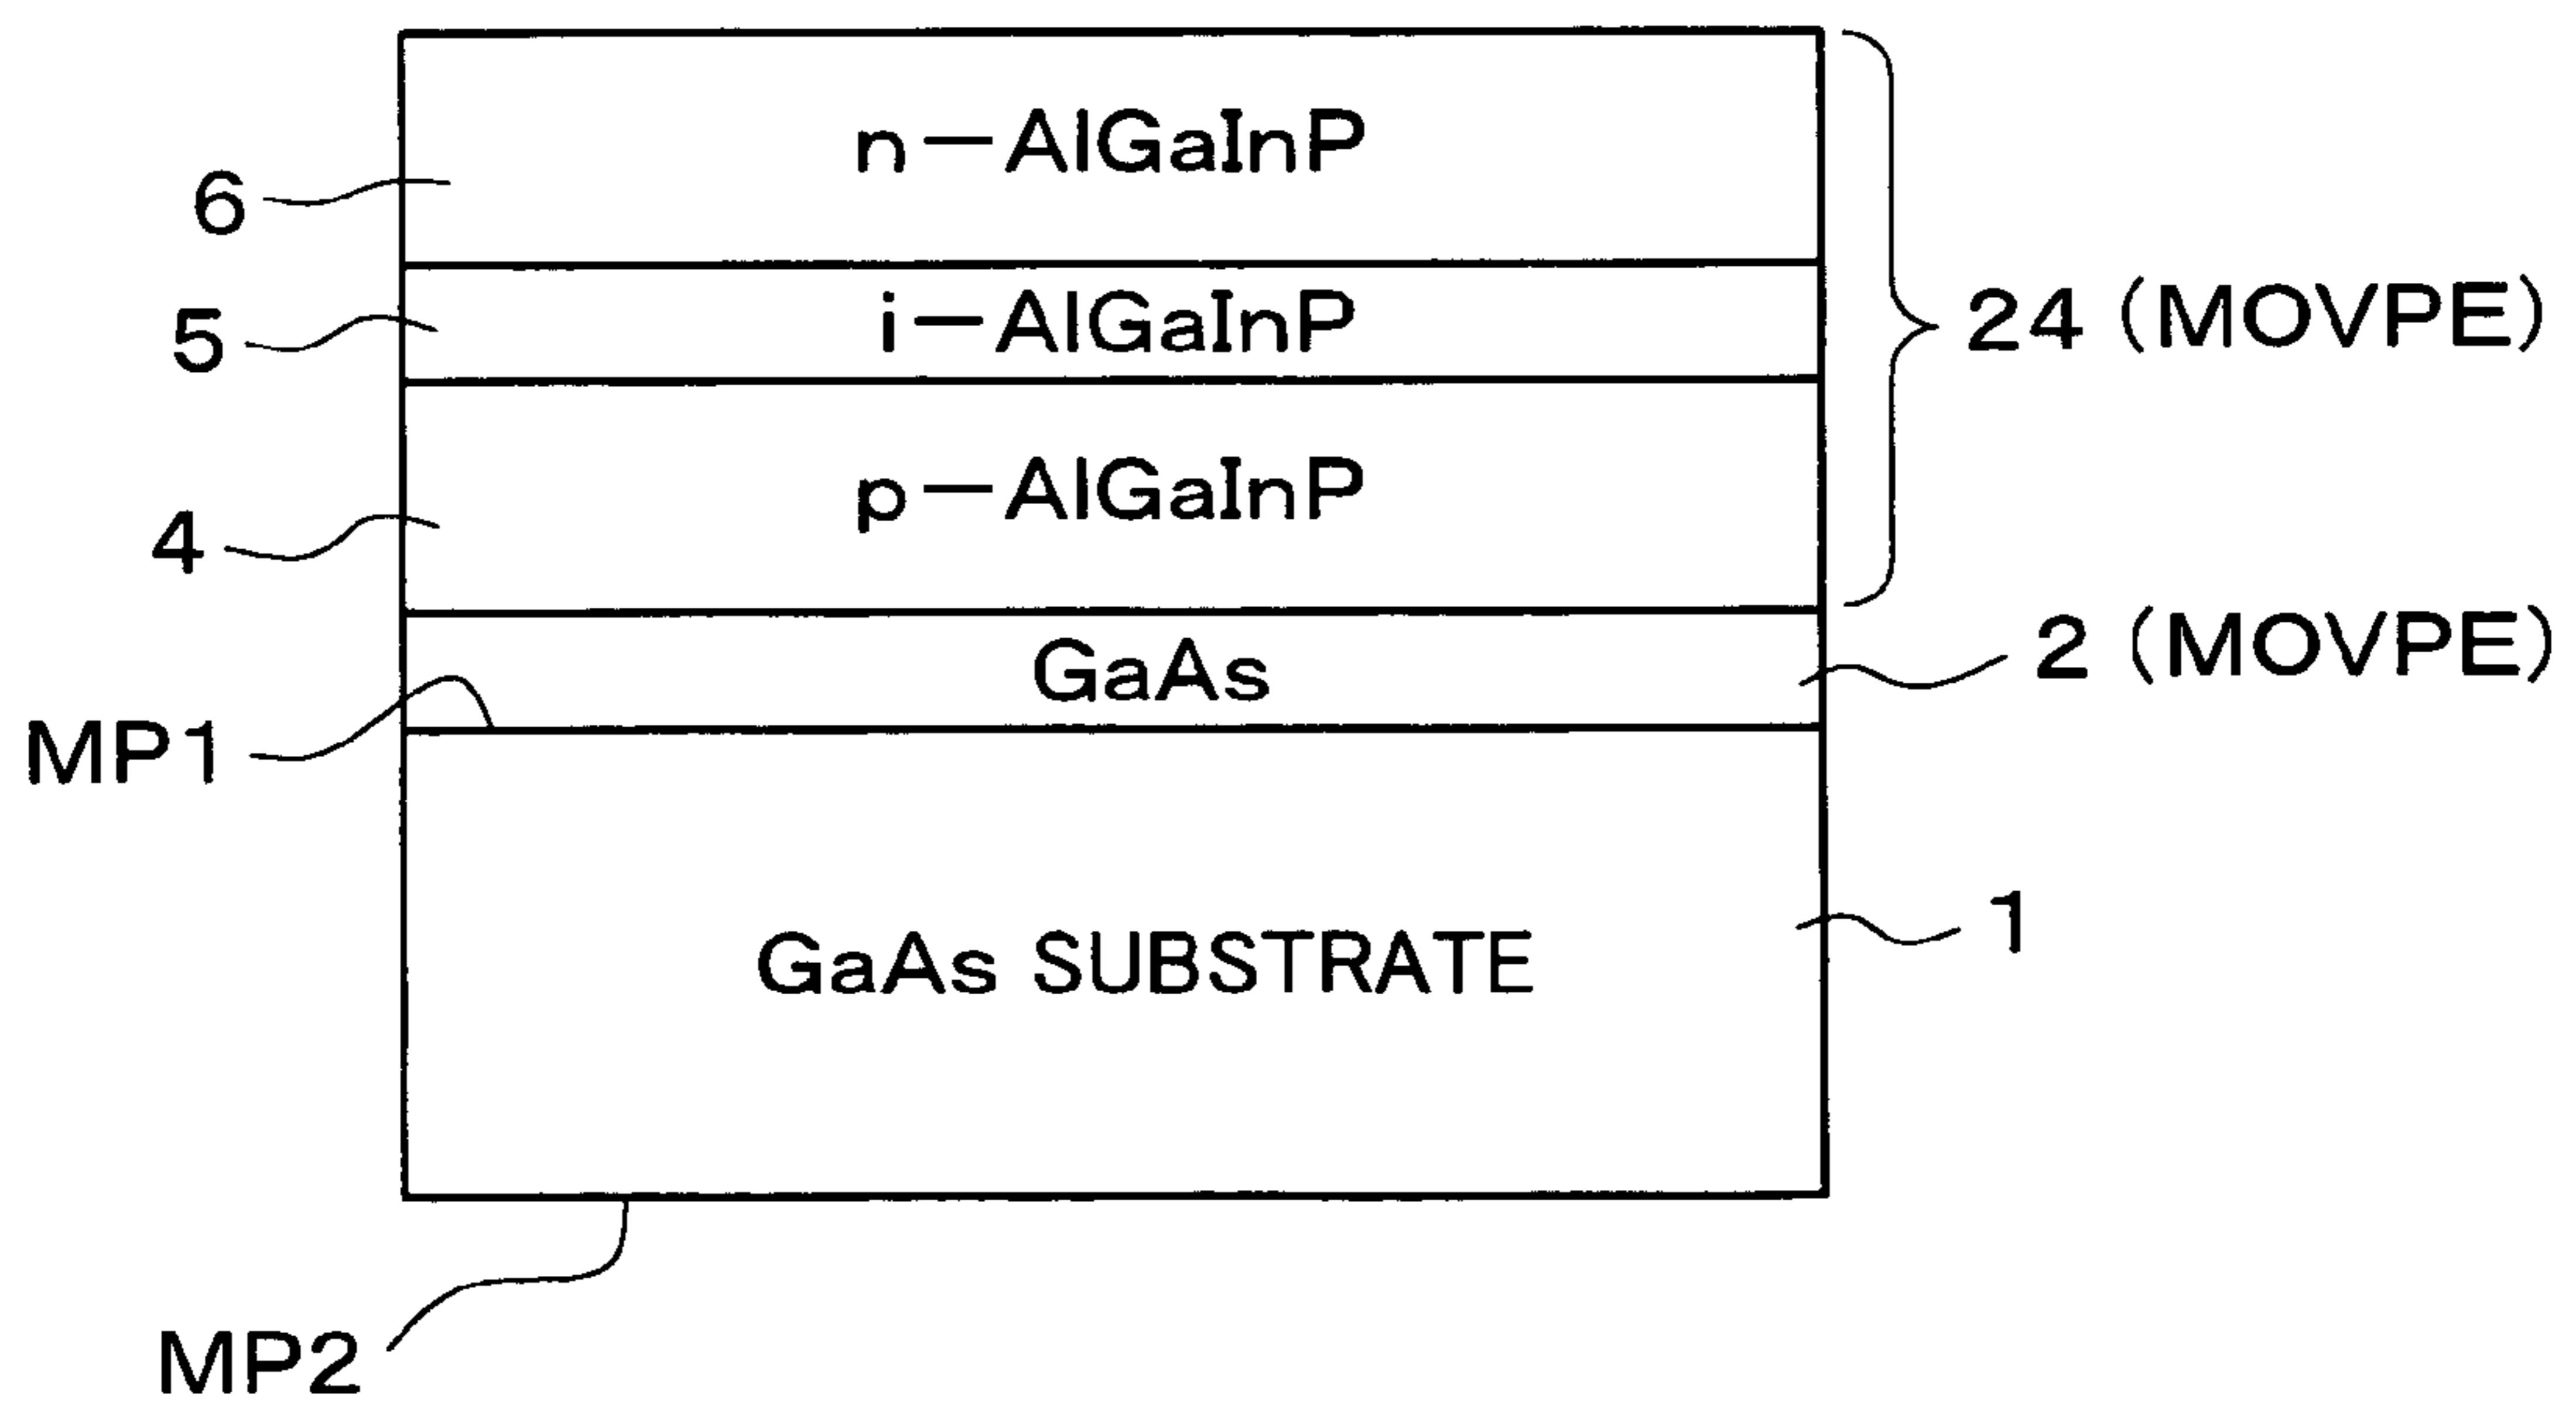 n—AlGaInP
6
i—AlGaInP
5
24 (MOVPE)
p—AlGaInP
4
GaAs
2 (MOVPE)
MP1
GaAs SUBSTRATE
1
MP2